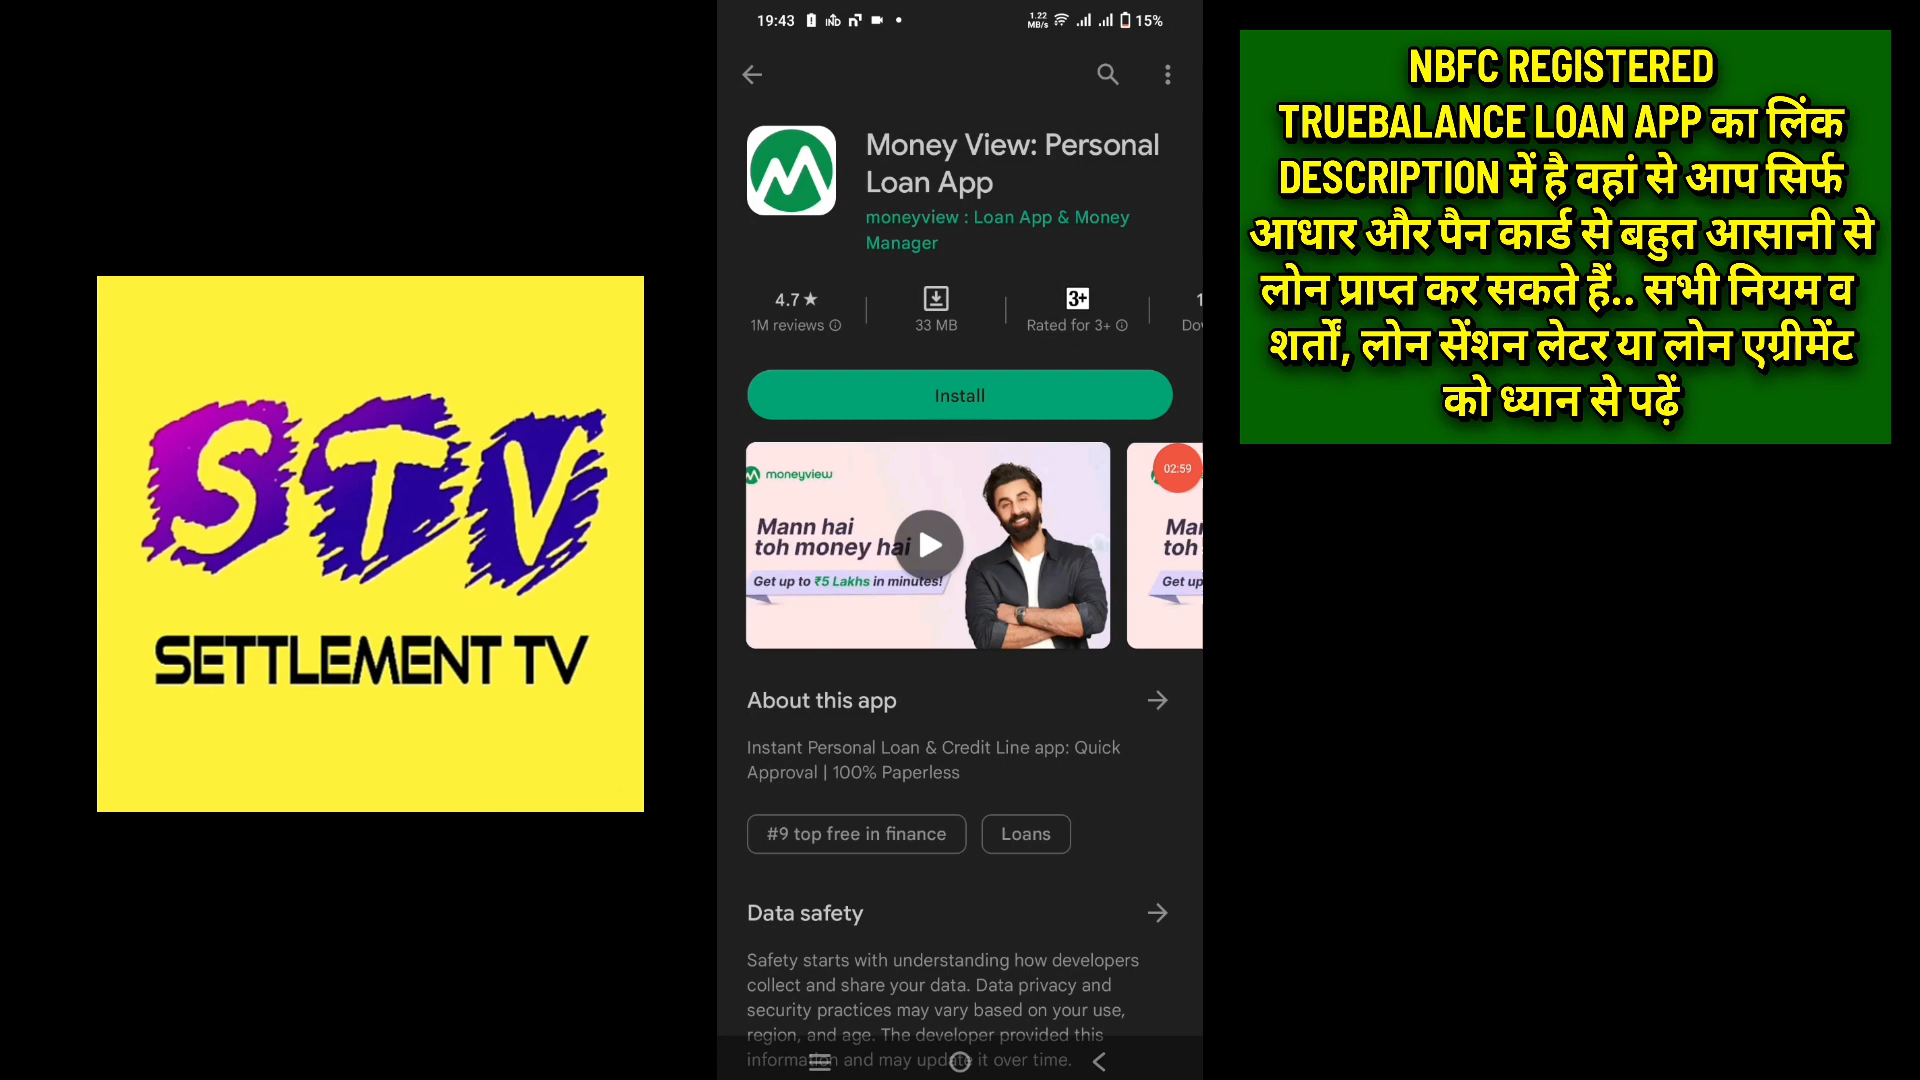 STV
SETTLEMENT TV
19:43
1.22
MB/s
15%
Money View: Personal
Loan App
moneyview : Loan App & Money
Manager
4.7★
1M reviews
33 MB
3+
Rated for 3+
Install
moneyview
Mann hai
toh money hai
Get up to ₹5 Lakhs in minutes!
02:59
Get up
About this app
Instant Personal Loan & Credit Line app: Quick
Approval | 100% Paperless
#9 top free in finance
Loans
Data safety
Safety starts with understanding how developers
collect and share your data. Data privacy and
security practices may vary based on your use,
region, and age. The developer provided this
information and may update it over time.
NBFC REGISTERED
TRUEBALANCE LOAN APP का लिंक
DESCRIPTION में है वहां से आप सिर्फ
आधार और पैन कार्ड से बहुत आसानी से
लोन प्राप्त कर सकते हैं.. सभी नियम व
शर्तों, लोन सेंशन लेटर या लोन एग्रीमेंट
को ध्यान से पढ़ें